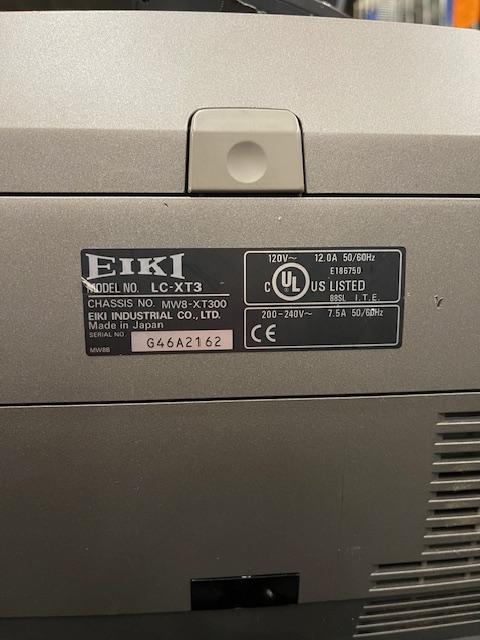 EIKI
MODEL NO. LC-XT3
CHASSIS NO. MW8-XT300
EIKI INDUSTRIAL CO., LTD.
Made in Japan
SERIAL NO.
G46A2162
MW8B
120V～ 12.0A 50/60Hz
E186750
C UL US LISTED
88SL I.T.E.
200-240V～ 7.5A 50/60Hz
CE